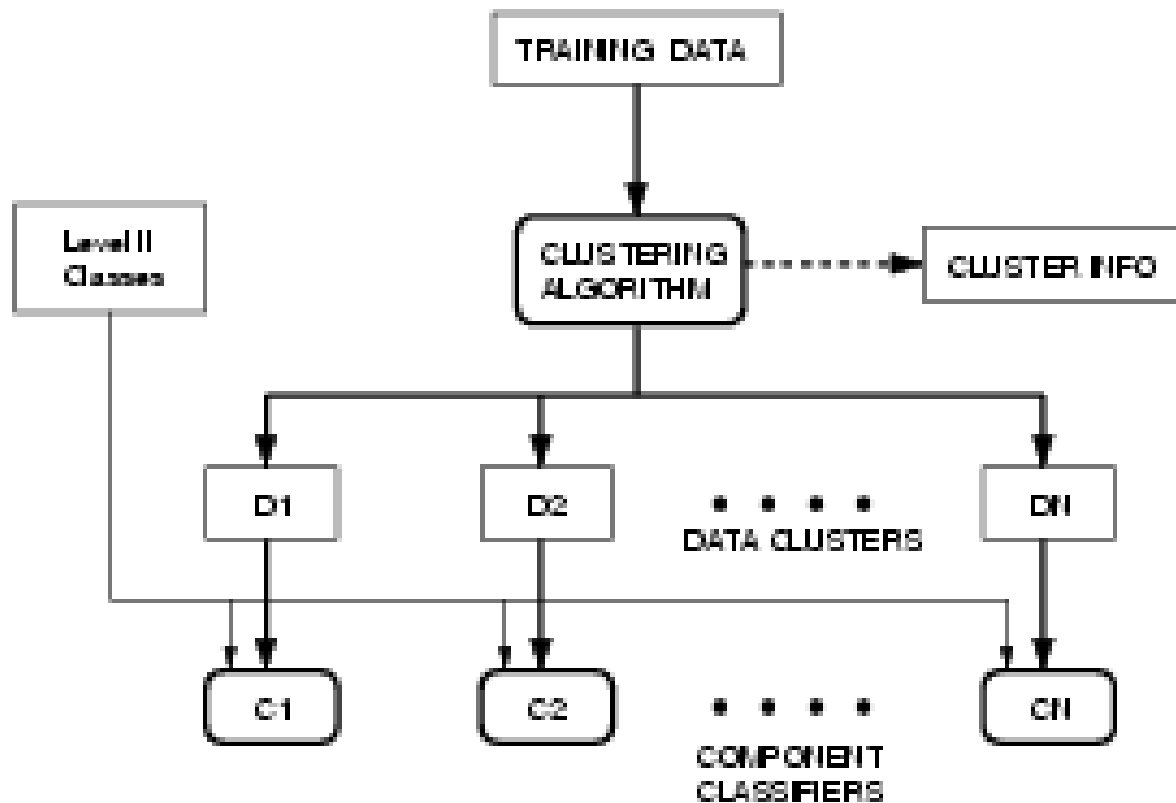 TRAINING DATA
Level II
Classes
CLUSTERING
ALGORITHM
CLUSTER INFO
D1
D2
DN
DATA CLUSTERS
C1
C2
CN
COMPONENT
CLASSIFIERS